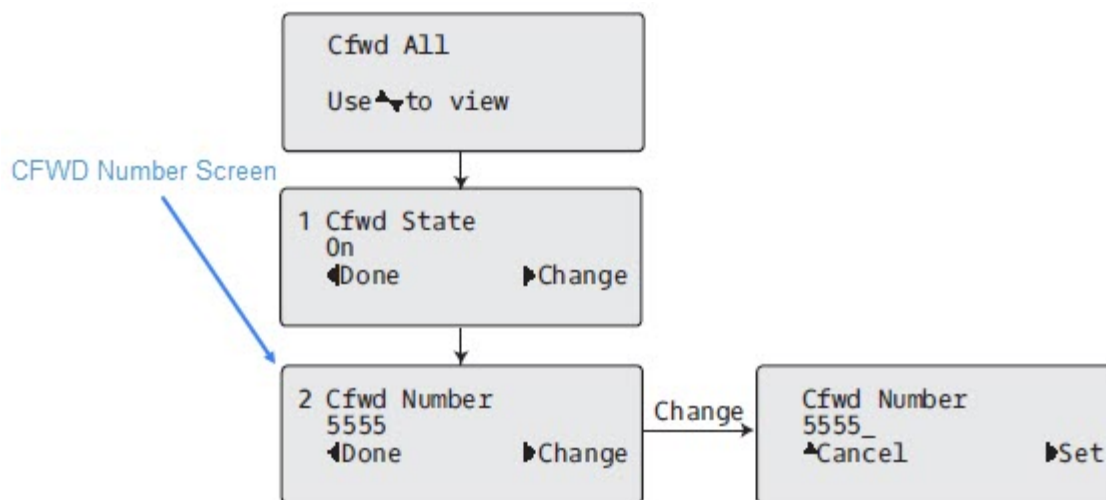 Cfwd All
Use to view
CFWD Number Screen
1 Cfwd State
On
Done Change
2 Cfwd Number
5555
Done Change
Change
Cfwd Number
5555_
Cancel Set